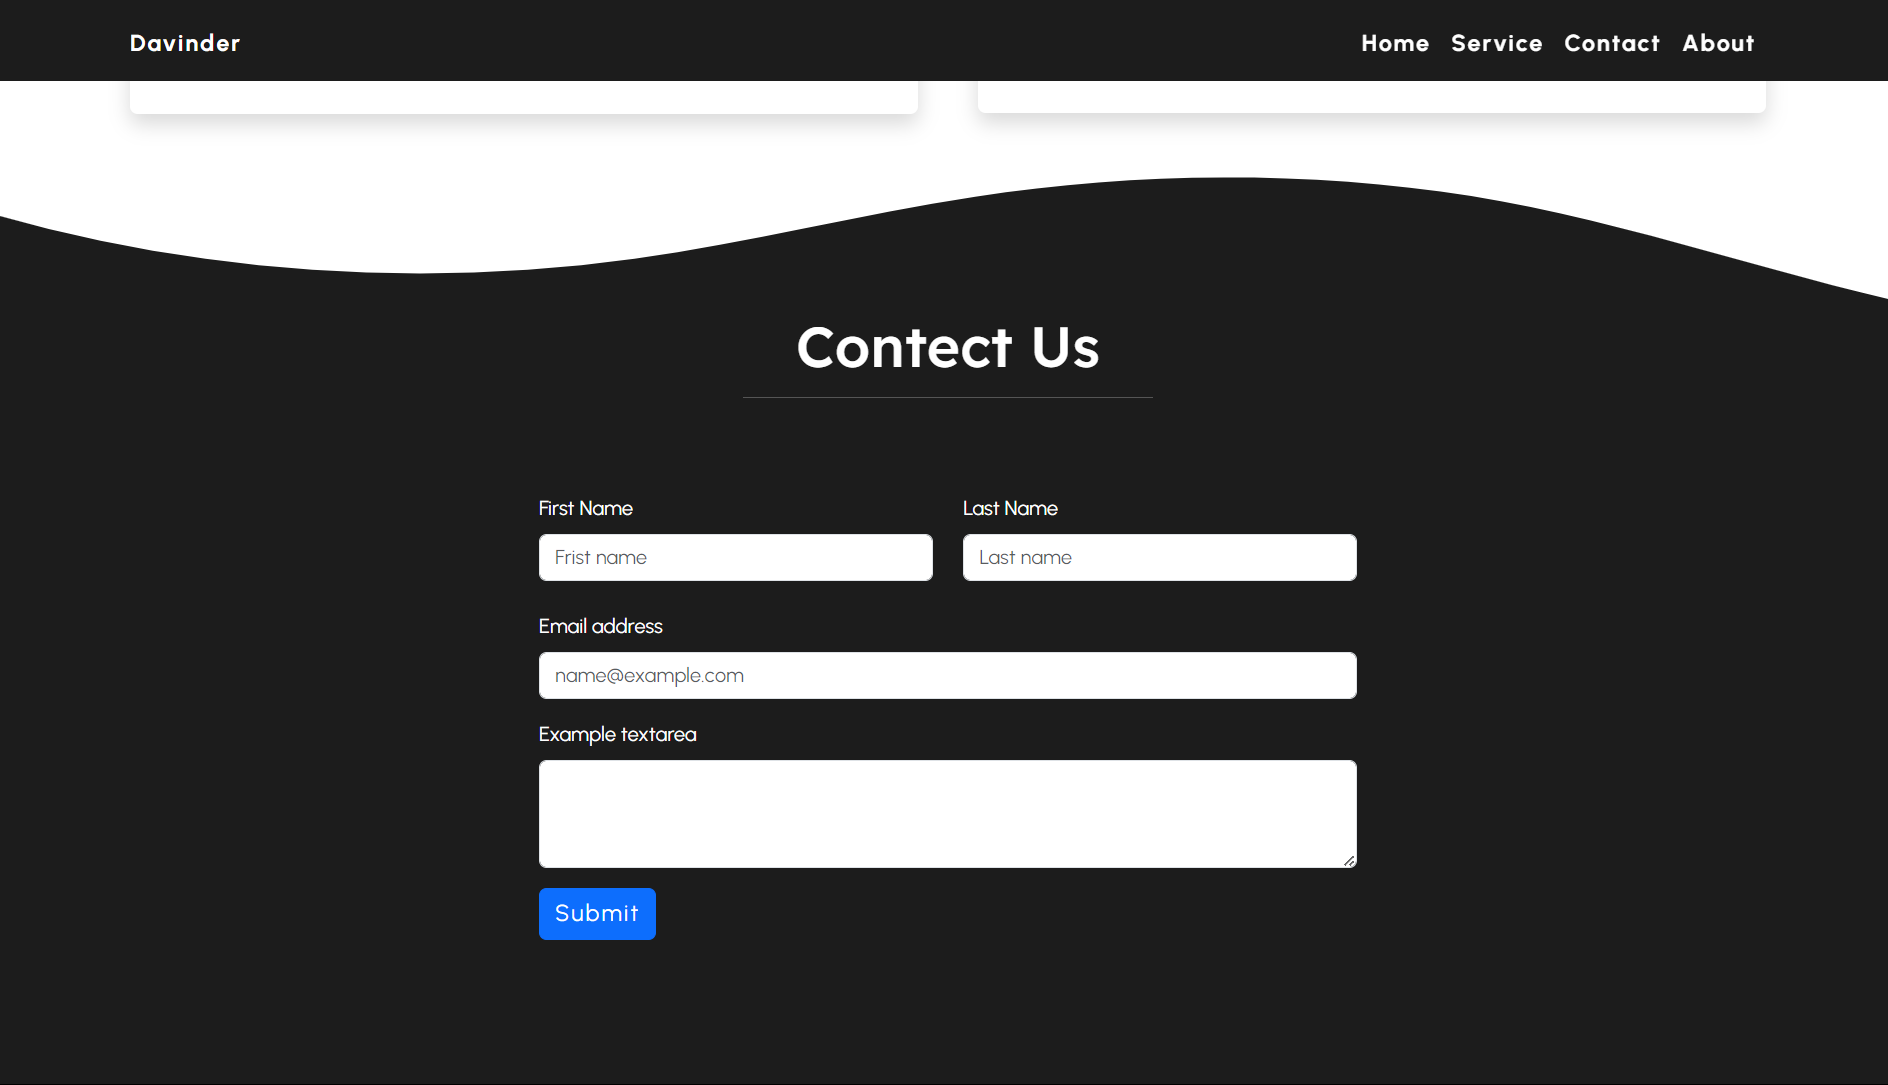 Davinder Home Service Contact About
Contect Us
First Name Last Name
Frist name Last name
Email address
name@example.com
Example textarea
Submit